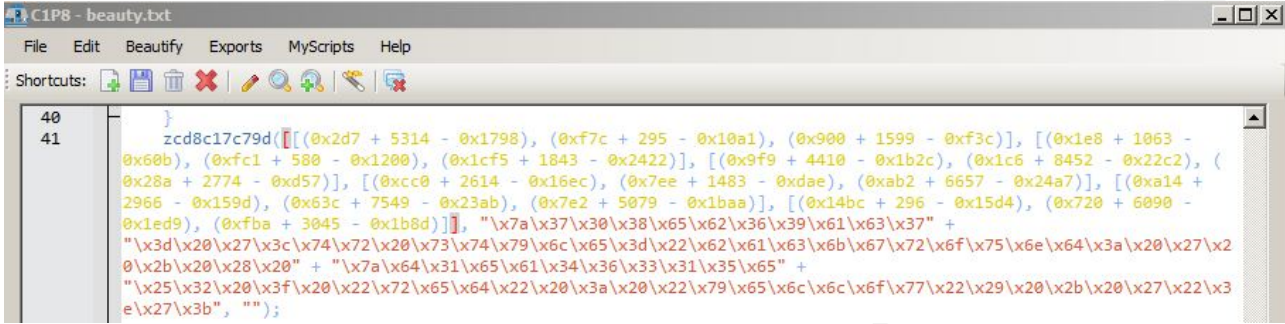 C1P8 - beauty.txt
File Edit Beautify Exports MyScripts Help
Shortcuts:
40 }
41 zcd8c17c79d([[(0x2d7 + 5314 - 0x1798), (0xf7c + 295 - 0x10a1), (0x900 + 1599 - 0xf3c)], [(0x1e8 + 1063 -
0x60b), (0xfc1 + 580 - 0x1200), (0x1cf5 + 1843 - 0x2422)], [(0x9f9 + 4410 - 0x1b2c), (0x1c6 + 8452 - 0x22c2), (
0x28a + 2774 - 0xd57)], [(0xcc0 + 2614 - 0x16ec), (0x7ee + 1483 - 0xdae), (0xab2 + 6657 - 0x24a7)], [(0xa14 +
2966 - 0x159d), (0x63c + 7549 - 0x23ab), (0x7e2 + 5079 - 0x1baa)], [(0x14bc + 296 - 0x15d4), (0x720 + 6090 -
0x1ed9), (0xfba + 3045 - 0x1b8d)]], "\x7a\x37\x30\x38\x65\x62\x36\x39\x61\x63\x37" +
"\x3d\x20\x27\x3c\x74\x72\x20\x73\x74\x79\x6c\x65\x3d\x22\x62\x61\x63\x6b\x67\x72\x6f\x75\x6e\x64\x3a\x20\x27\x2
0\x2b\x20\x28\x20" + "\x7a\x64\x31\x65\x61\x34\x36\x33\x31\x35\x65" +
"\x25\x32\x20\x3f\x20\x22\x72\x65\x64\x22\x20\x3a\x20\x22\x79\x65\x6c\x6c\x6f\x77\x22\x29\x20\x2b\x20\x27\x22\x3
e\x27\x3b", "");